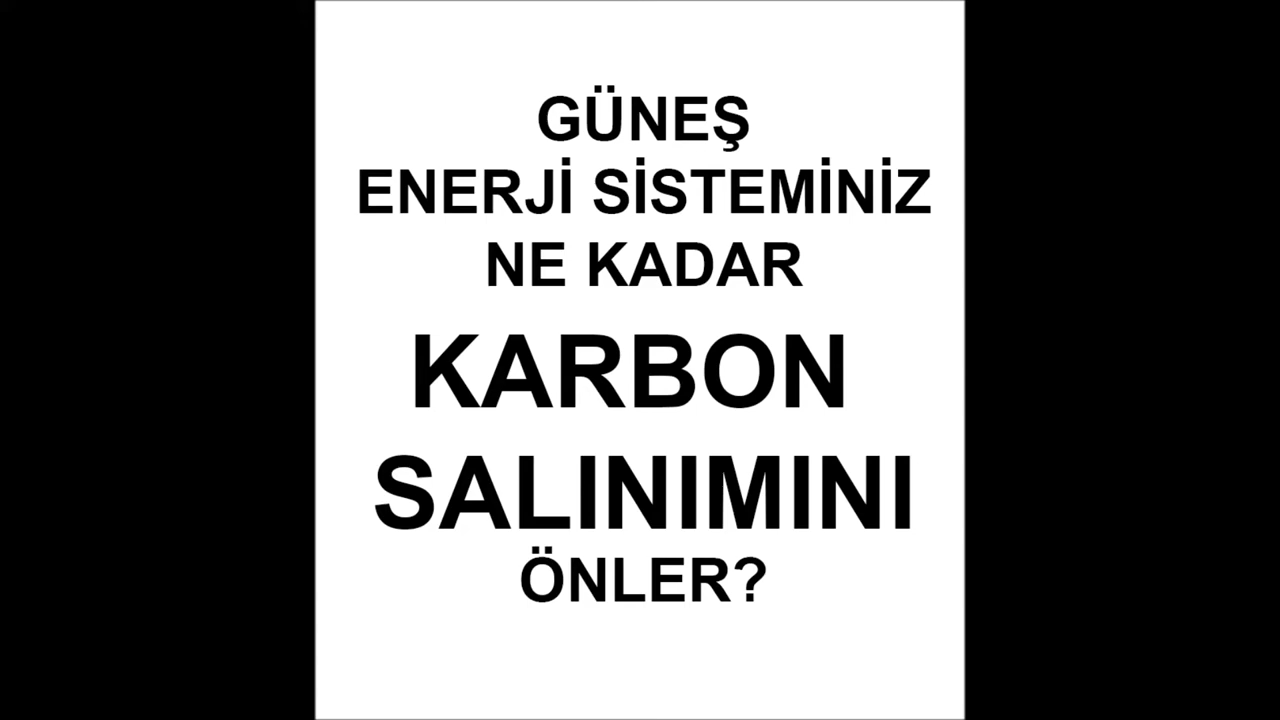 GÜNEŞ
ENERJİ SİSTEMİNİZ
NE KADAR
KARBON
SALINIMINI
ÖNLER?